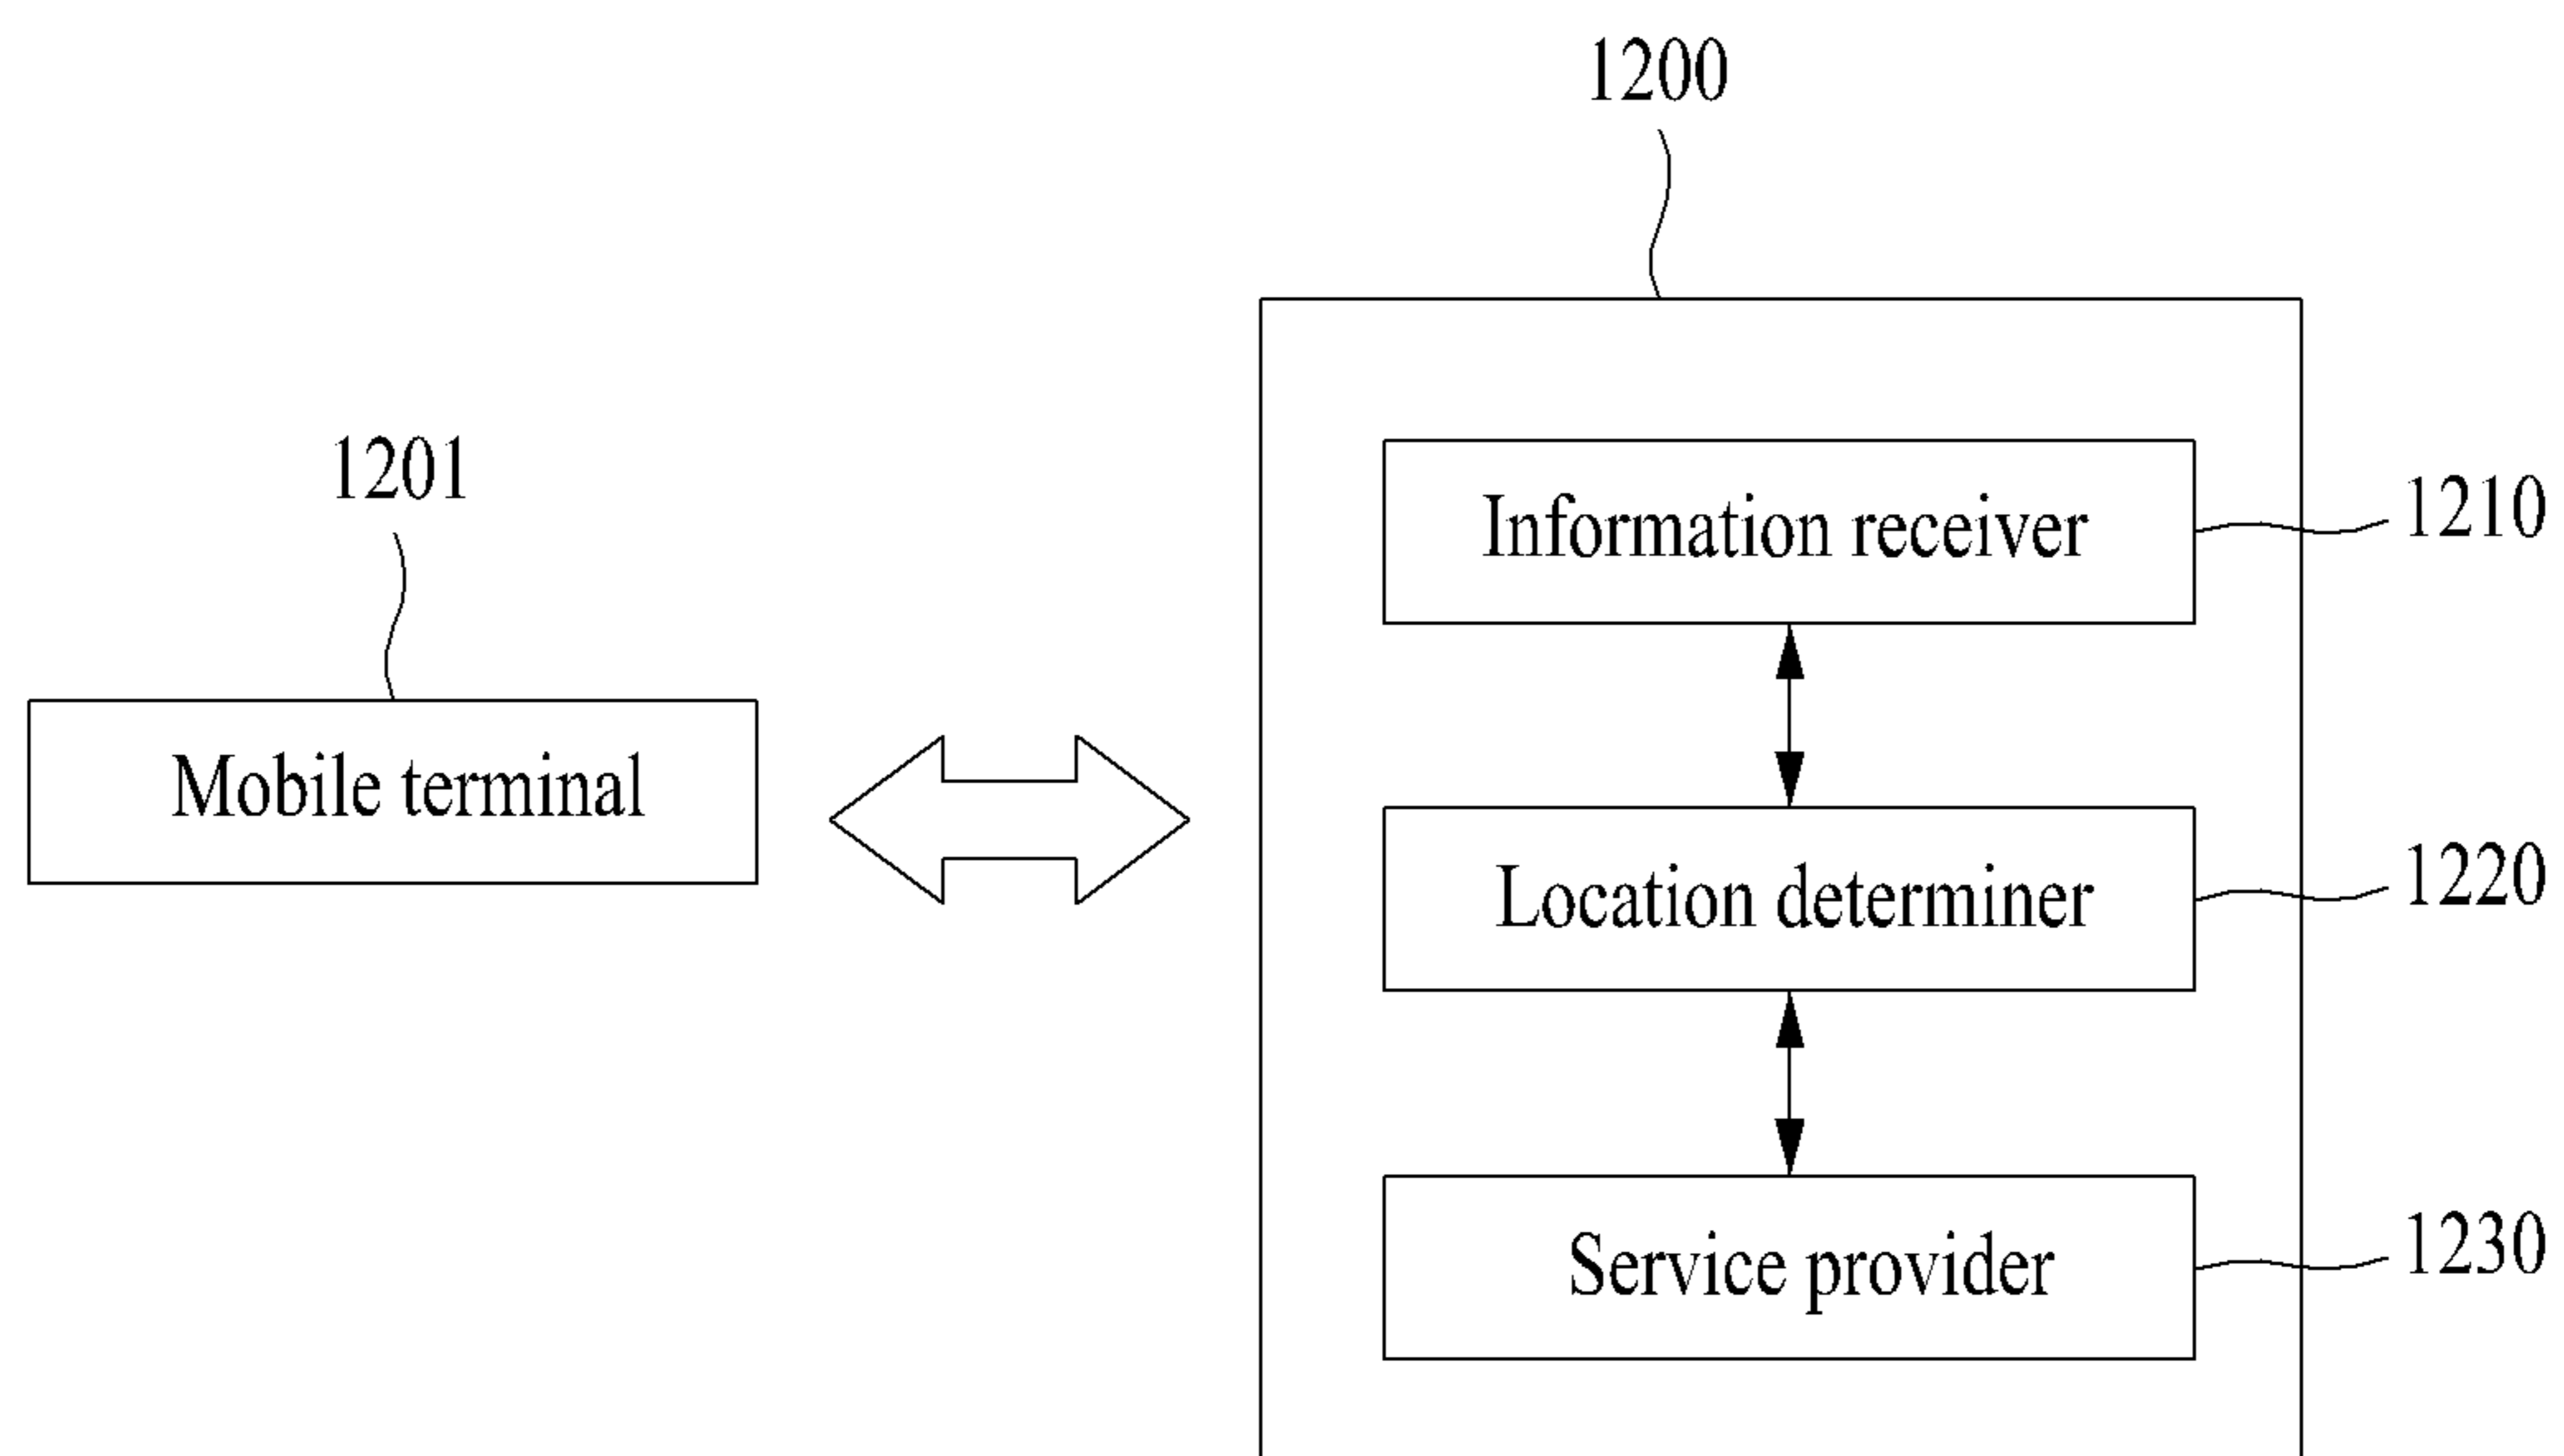 1200
1201
Mobile terminal
Information receiver
1210
Location determiner
1220
Service provider
1230